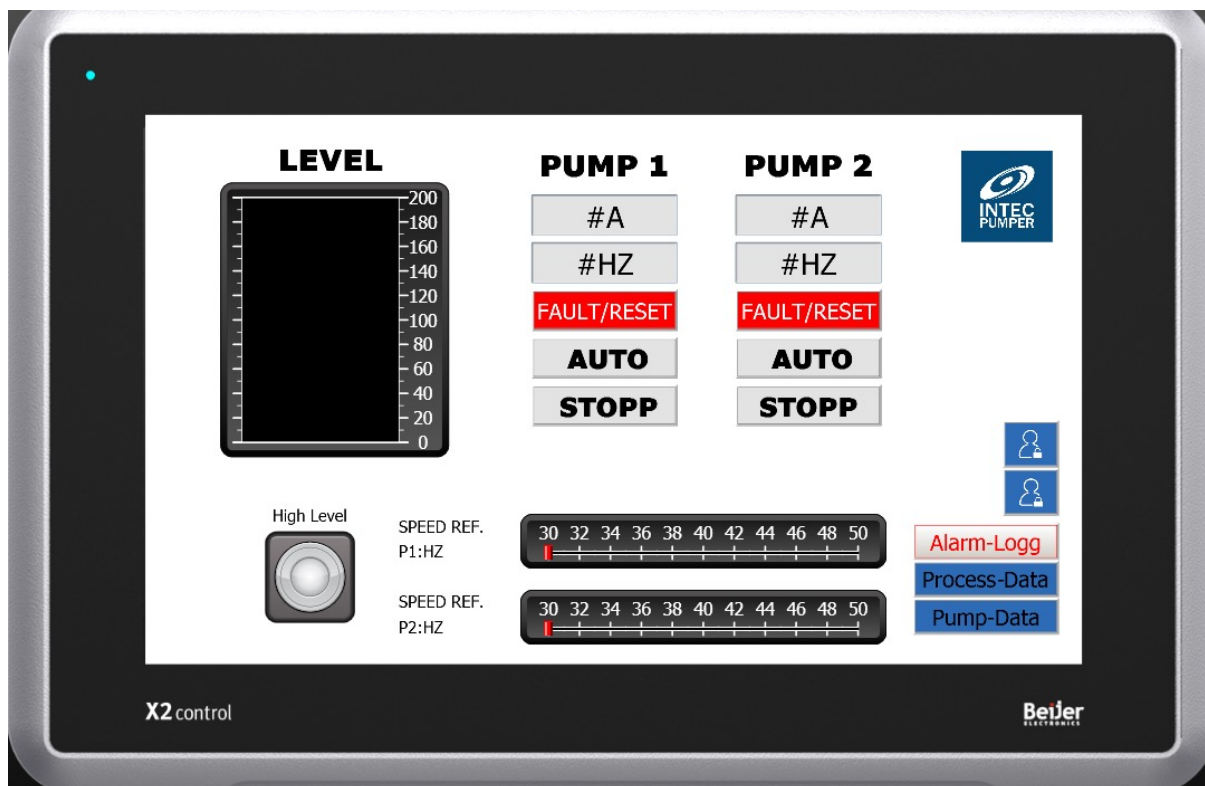 LEVEL
200
180
160
140
120
100
80
60
40
20
0
PUMP 1
#A
#HZ
FAULT/RESET
AUTO
STOPP
PUMP 2
#A
#HZ
FAULT/RESET
AUTO
STOPP
INTEC
PUMPER
High Level
SPEED REF.
P1:HZ
30 32 34 36 38 40 42 44 46 48 50
SPEED REF.
P2:HZ
30 32 34 36 38 40 42 44 46 48 50
Alarm-Logg
Process-Data
Pump-Data
X2 control
Beijer
ELECTRONICS